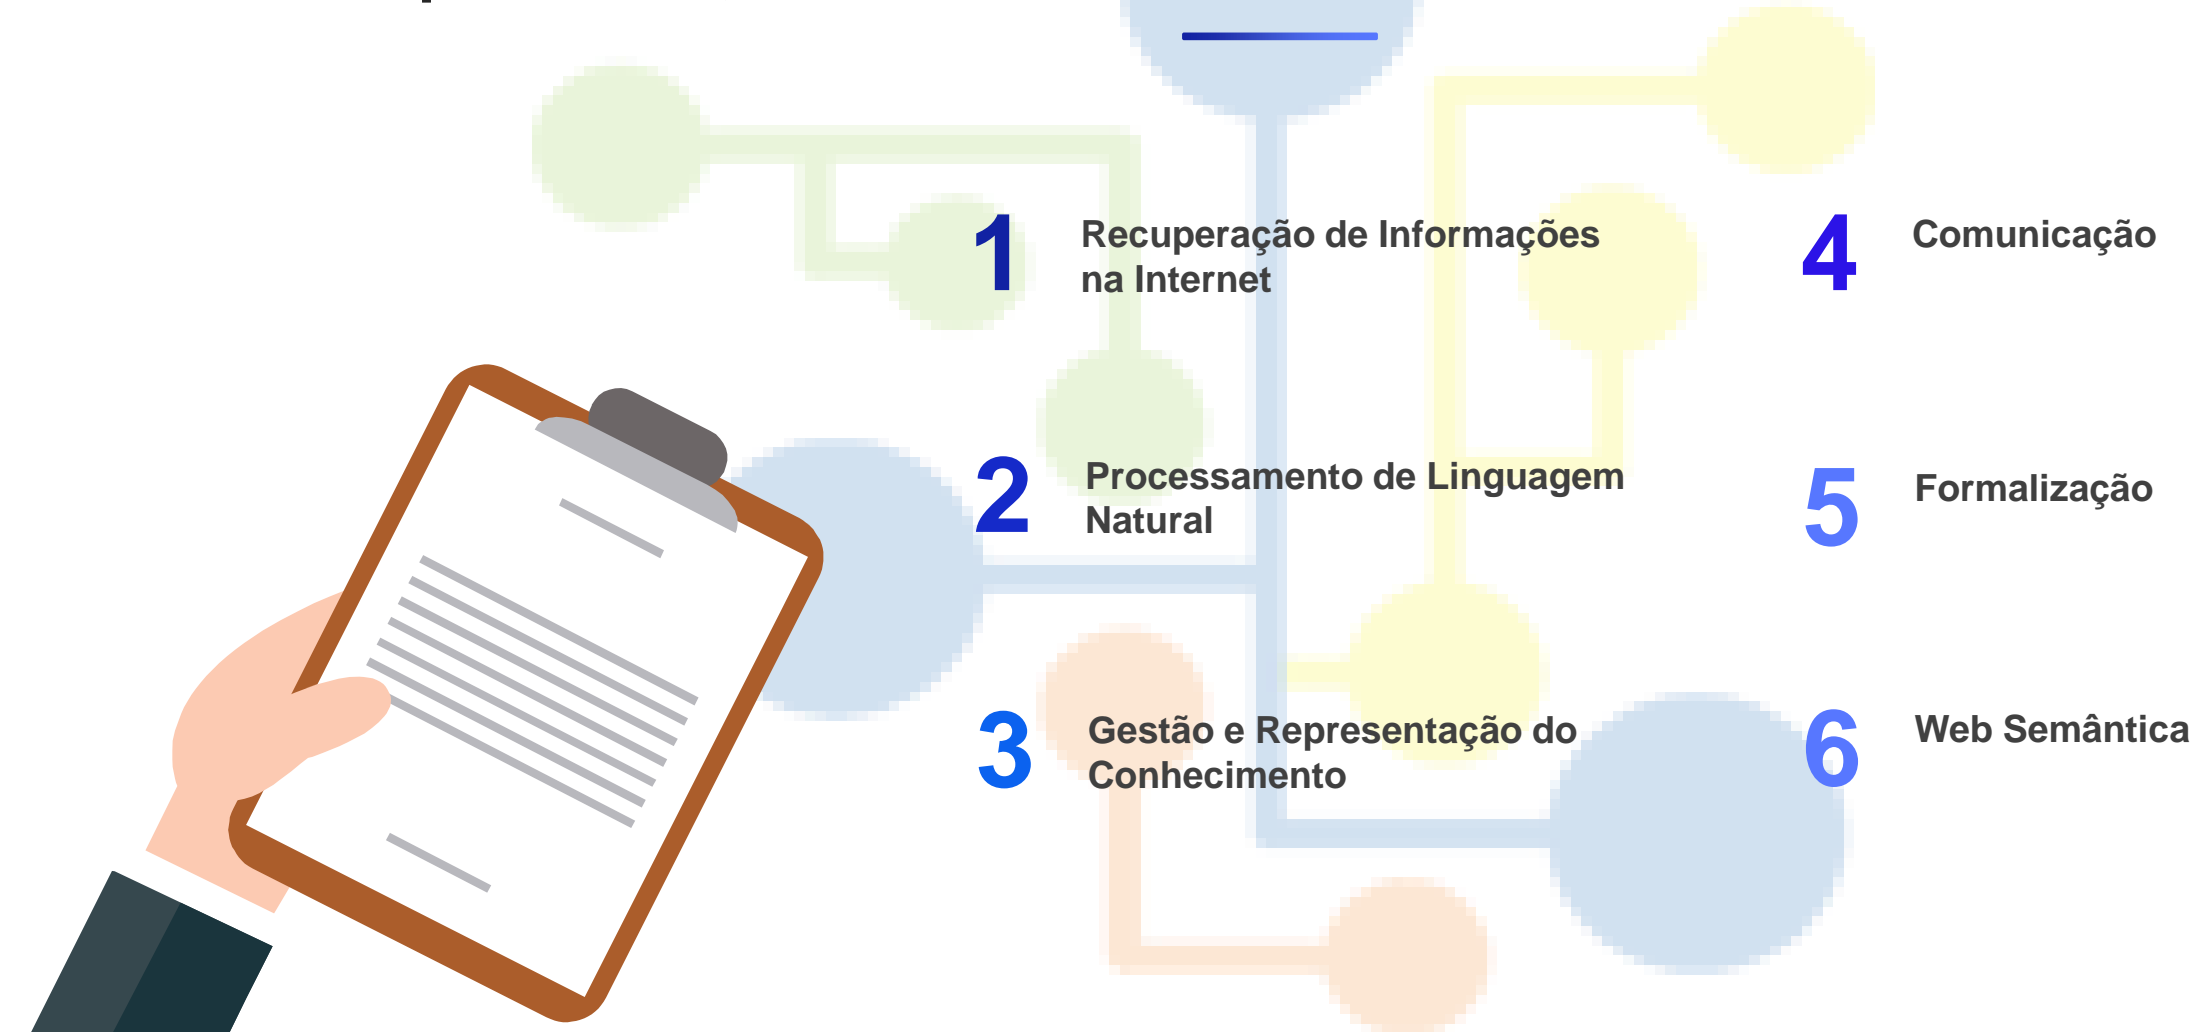 1
Recuperação de Informações
na Internet
2
Processamento de Linguagem
Natural
3
Gestão e Representação do
Conhecimento
4
Comunicação
5
Formalização
6
Web Semântica